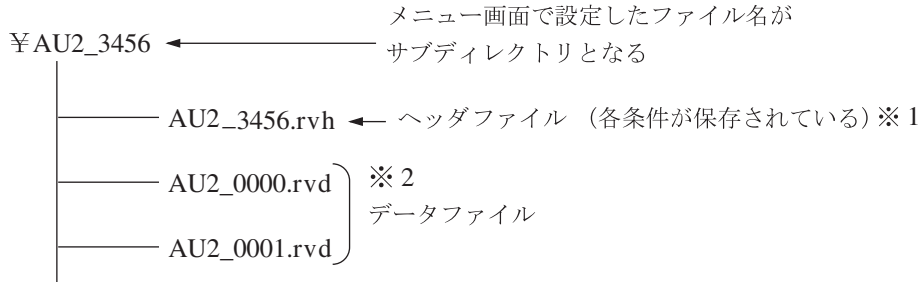 メニュー画面で設定したファイル名が
¥AU2_3456
サブディレクトリとなる
AU2_3456.rvh
ヘッダファイル (各条件が保存されている)※1
AU2_0000.rvd
※2
データファイル
AU2_0001.rvd